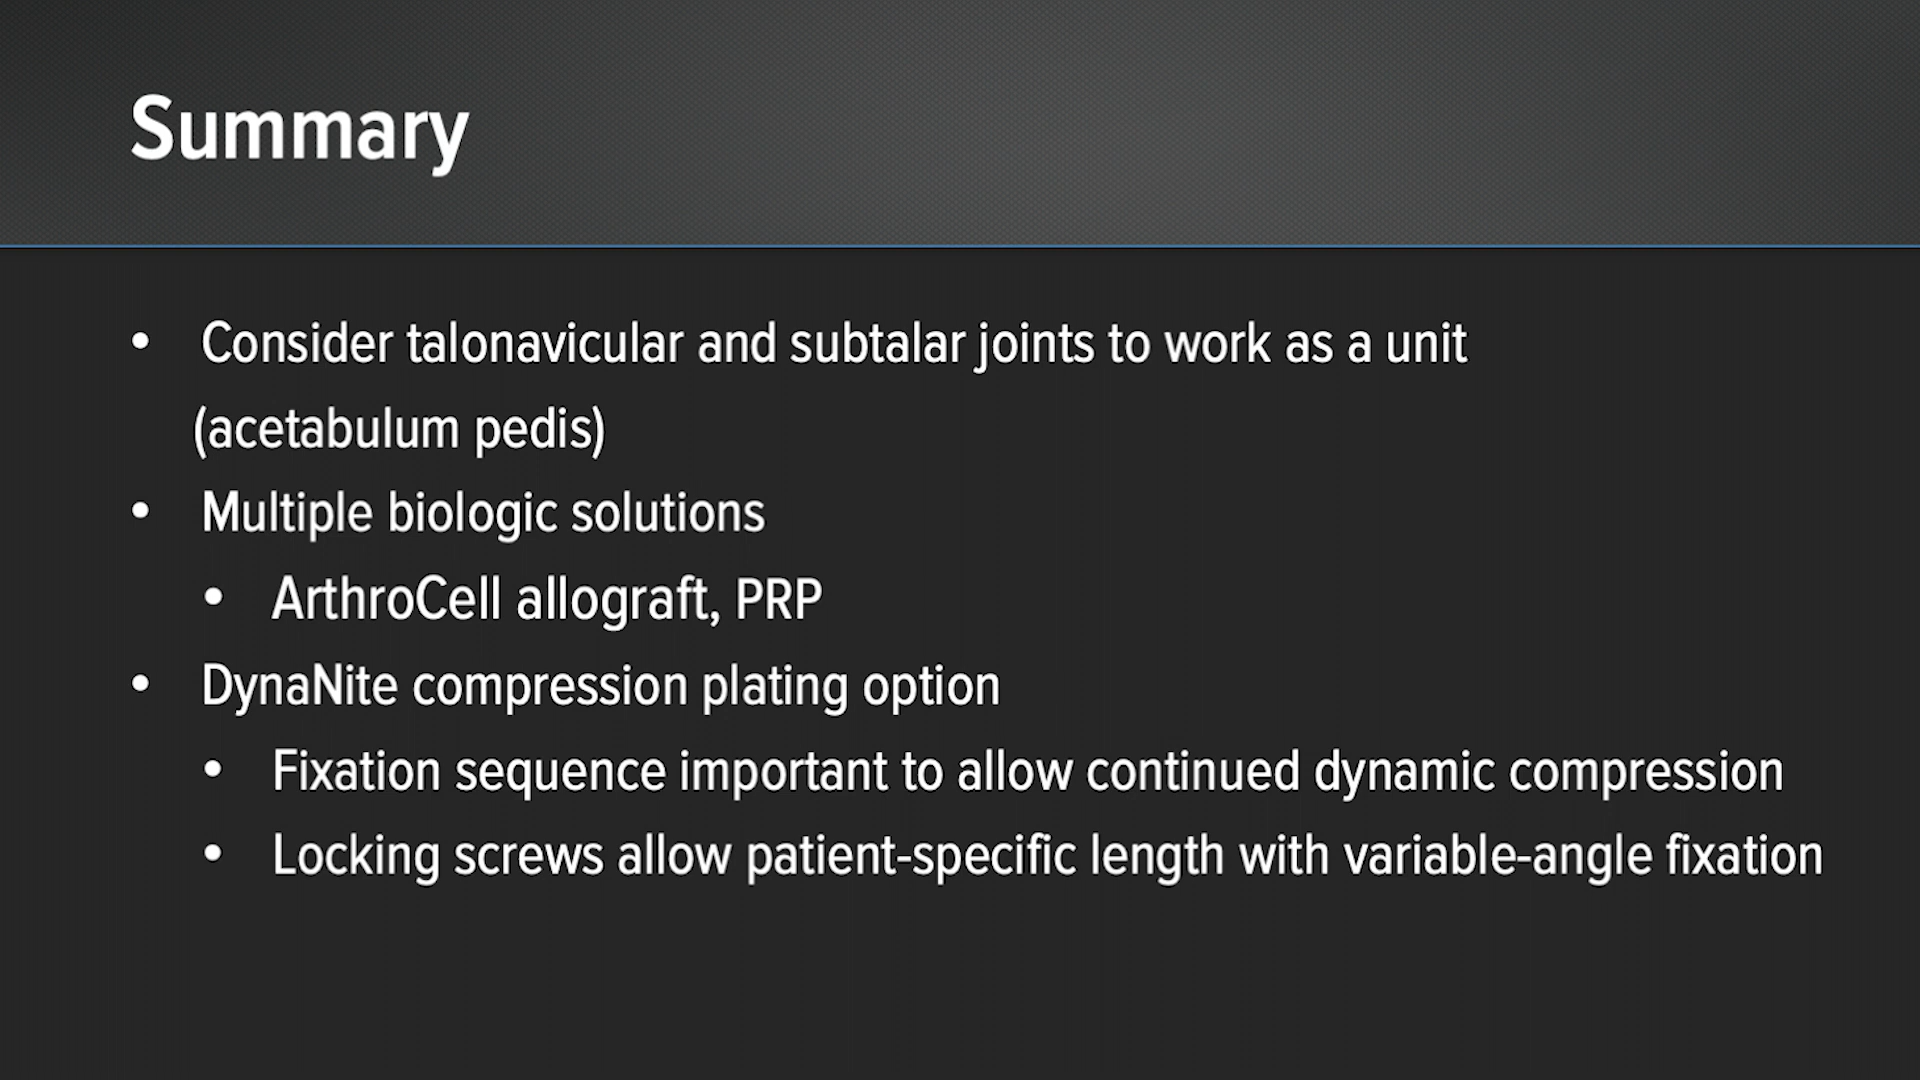 Summary
• Consider talonavicular and subtalar joints to work as a unit
(acetabulum pedis)
• Multiple biologic solutions
• ArthroCell allograft, PRP
• DynaNite compression plating option
• Fixation sequence important to allow continued dynamic compression
• Locking screws allow patient-specific length with variable-angle fixation